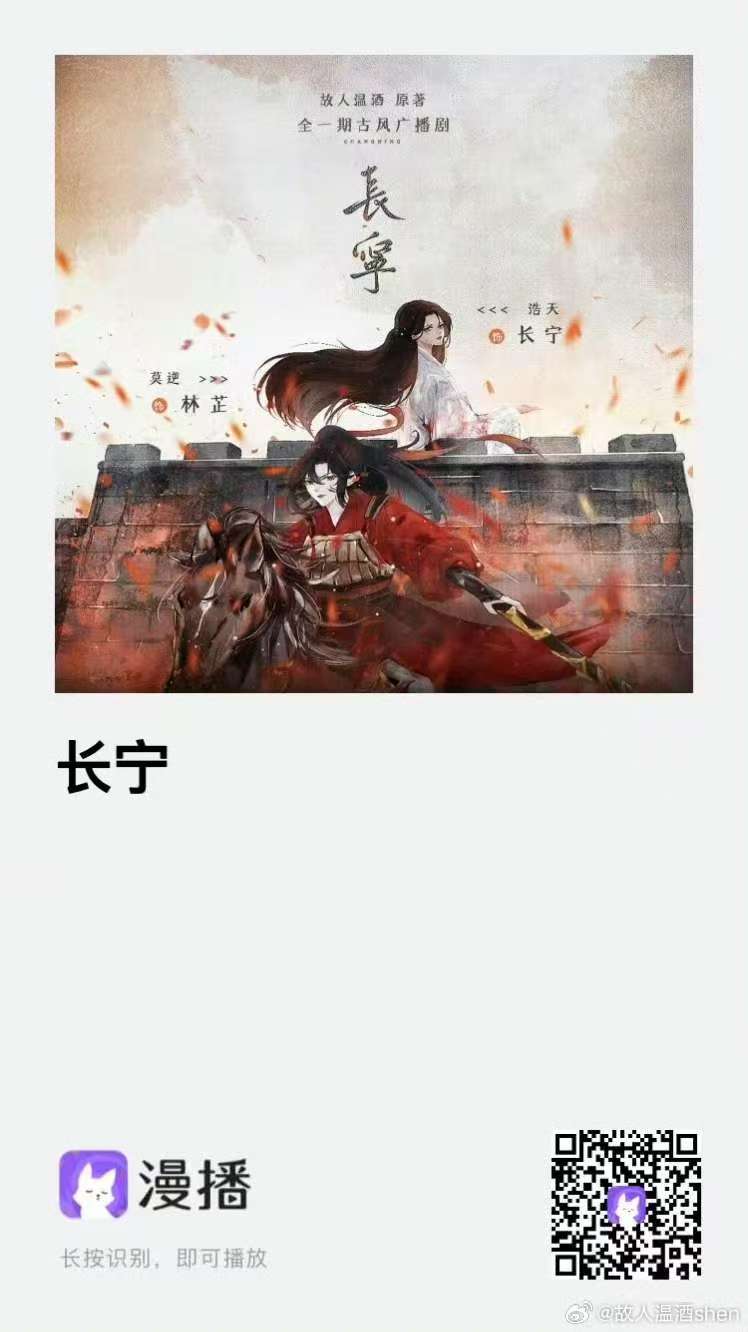 故人温酒 原著
全一期古风广播剧
CHANGNING
長
寧
<<< 浩天
饰 长宁
莫逆 >>>
饰 林芷
长宁
漫播
长按识别，即可播放
@故人温酒shen